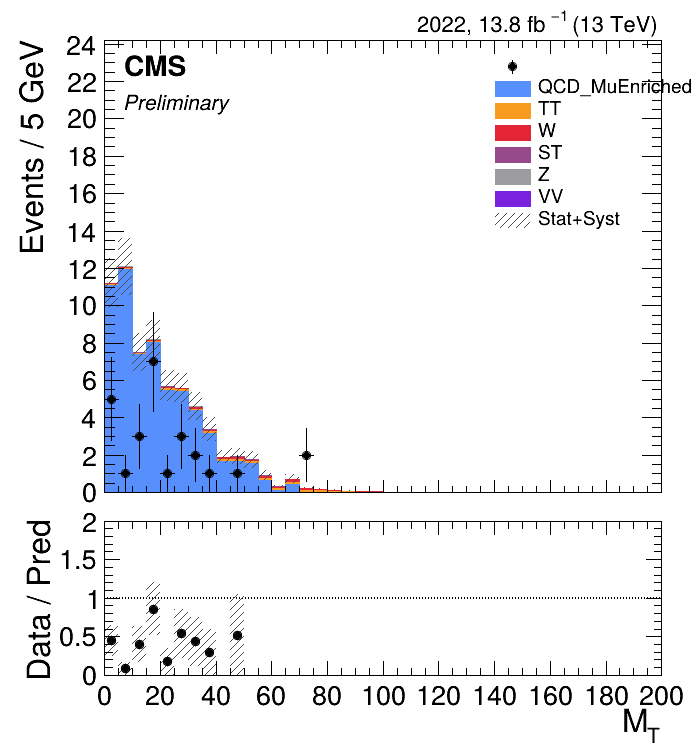 2022, 13.8 fb⁻¹ (13 TeV)
CMS
Preliminary
QCD_MuEnriched
TT
W
ST
Z
VV
Stat+Syst
Events / 5 GeV
24
22
20
18
16
14
12
10
8
6
4
2
0
Data / Pred
2
1.5
1
0.5
0
0 20 40 60 80 100 120 140 160 180 200
M_T